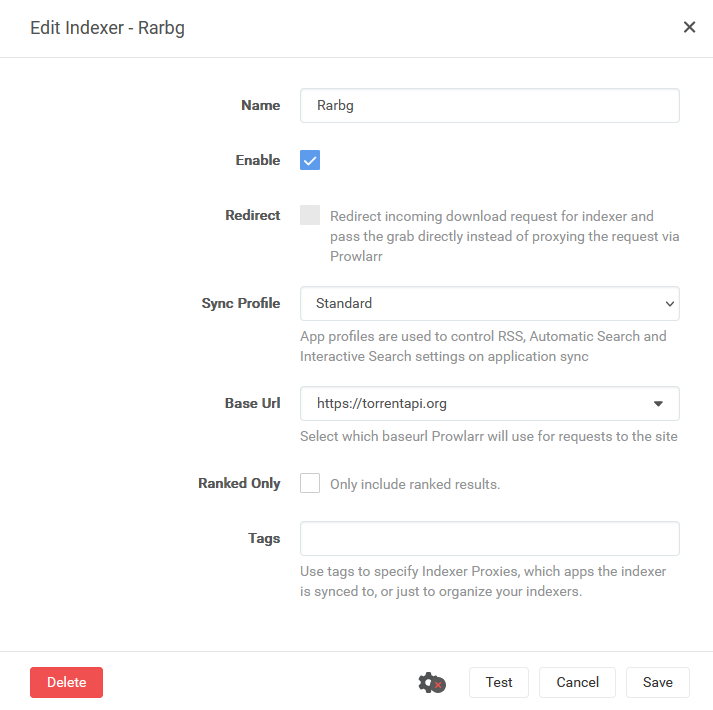 Edit Indexer - Rarbg
Name
Rarbg
Enable
Redirect
Redirect incoming download request for indexer and
pass the grab directly instead of proxying the request via
Prowlarr
Sync Profile
Standard
App profiles are used to control RSS, Automatic Search and
Interactive Search settings on application sync
Base Url
https://torrentapi.org
Select which baseurl Prowlarr will use for requests to the site
Ranked Only
Only include ranked results.
Tags
Use tags to specify Indexer Proxies, which apps the indexer
is synced to, or just to organize your indexers.
Delete
Test
Cancel
Save